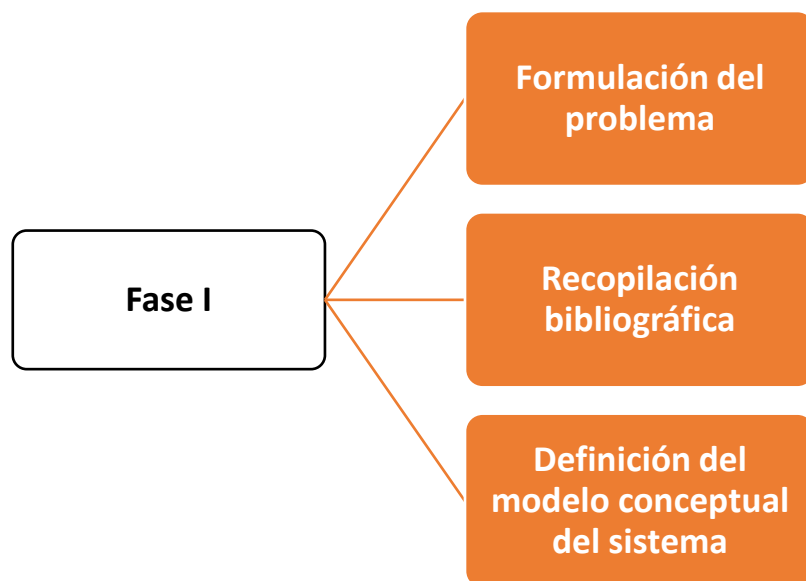 Formulación del
problema
Fase I
Recopilación
bibliográfica
Definición del
modelo conceptual
del sistema